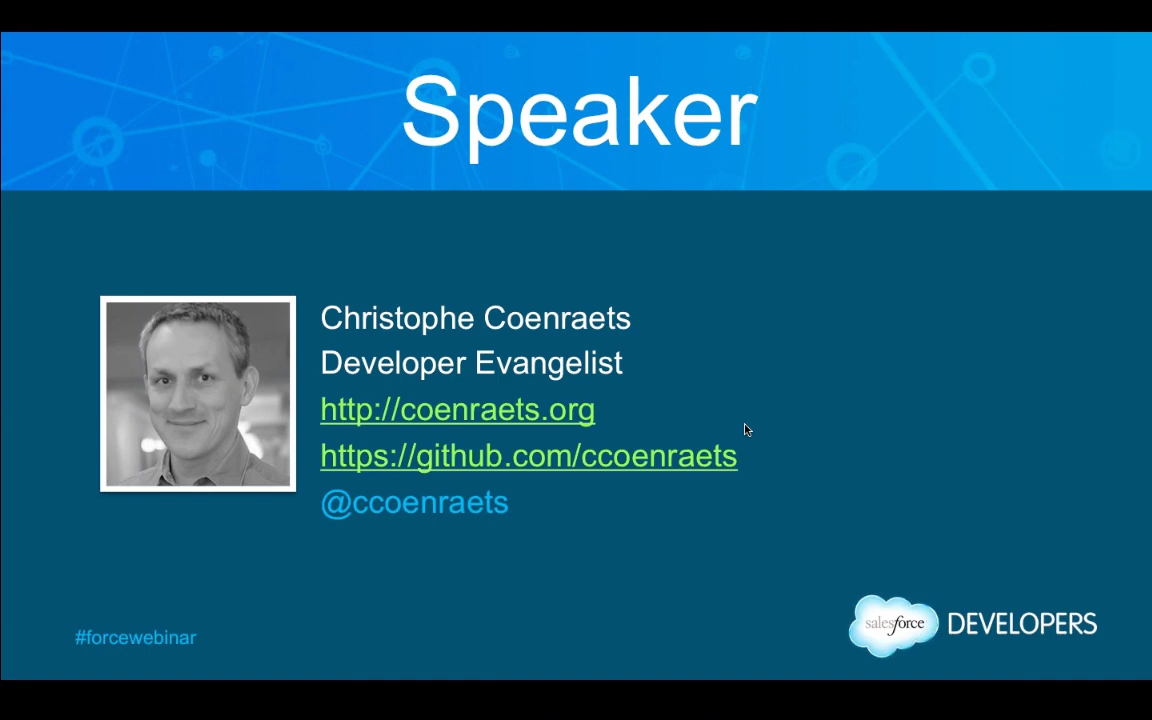 Speaker
Christophe Coenraets
Developer Evangelist
http://coenraets.org
https://github.com/ccoenraets
@ccoenraets
#forcewebinar
salesforce DEVELOPERS